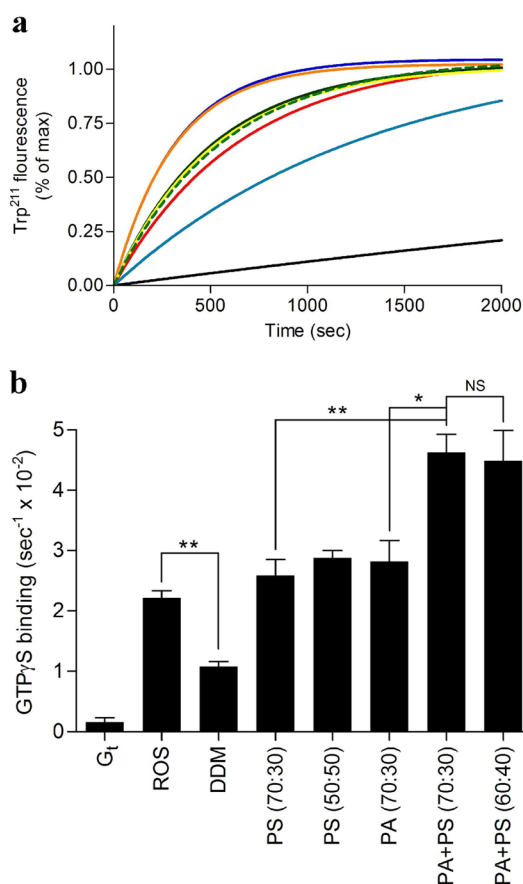 a
Trp211 flourescence
(% of max)
1.00
0.75
0.50
0.25
0.00
0 500 1000 1500 2000
Time (sec)
b
GTPγS binding (sec-1 x 10-2)
5
4
3
2
1
0
**
**
*
NS
Gt
ROS
DDM
PS (70:30)
PS (50:50)
PA (70:30)
PA+PS (70:30)
PA+PS (60:40)